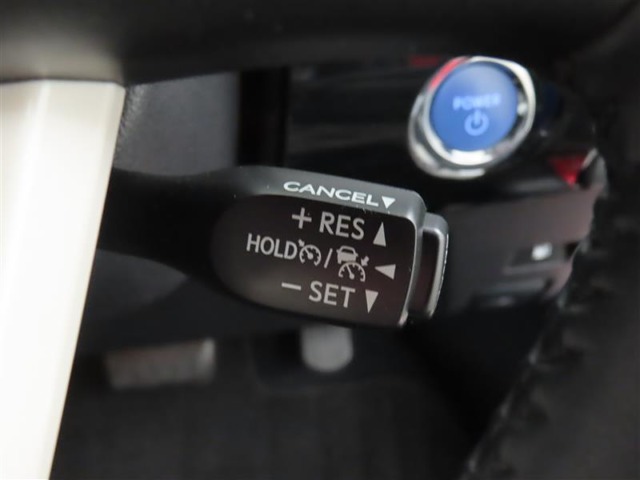 POWER
CANCEL▼
+ RES ▲
HOLD / ◄
− SET ▼